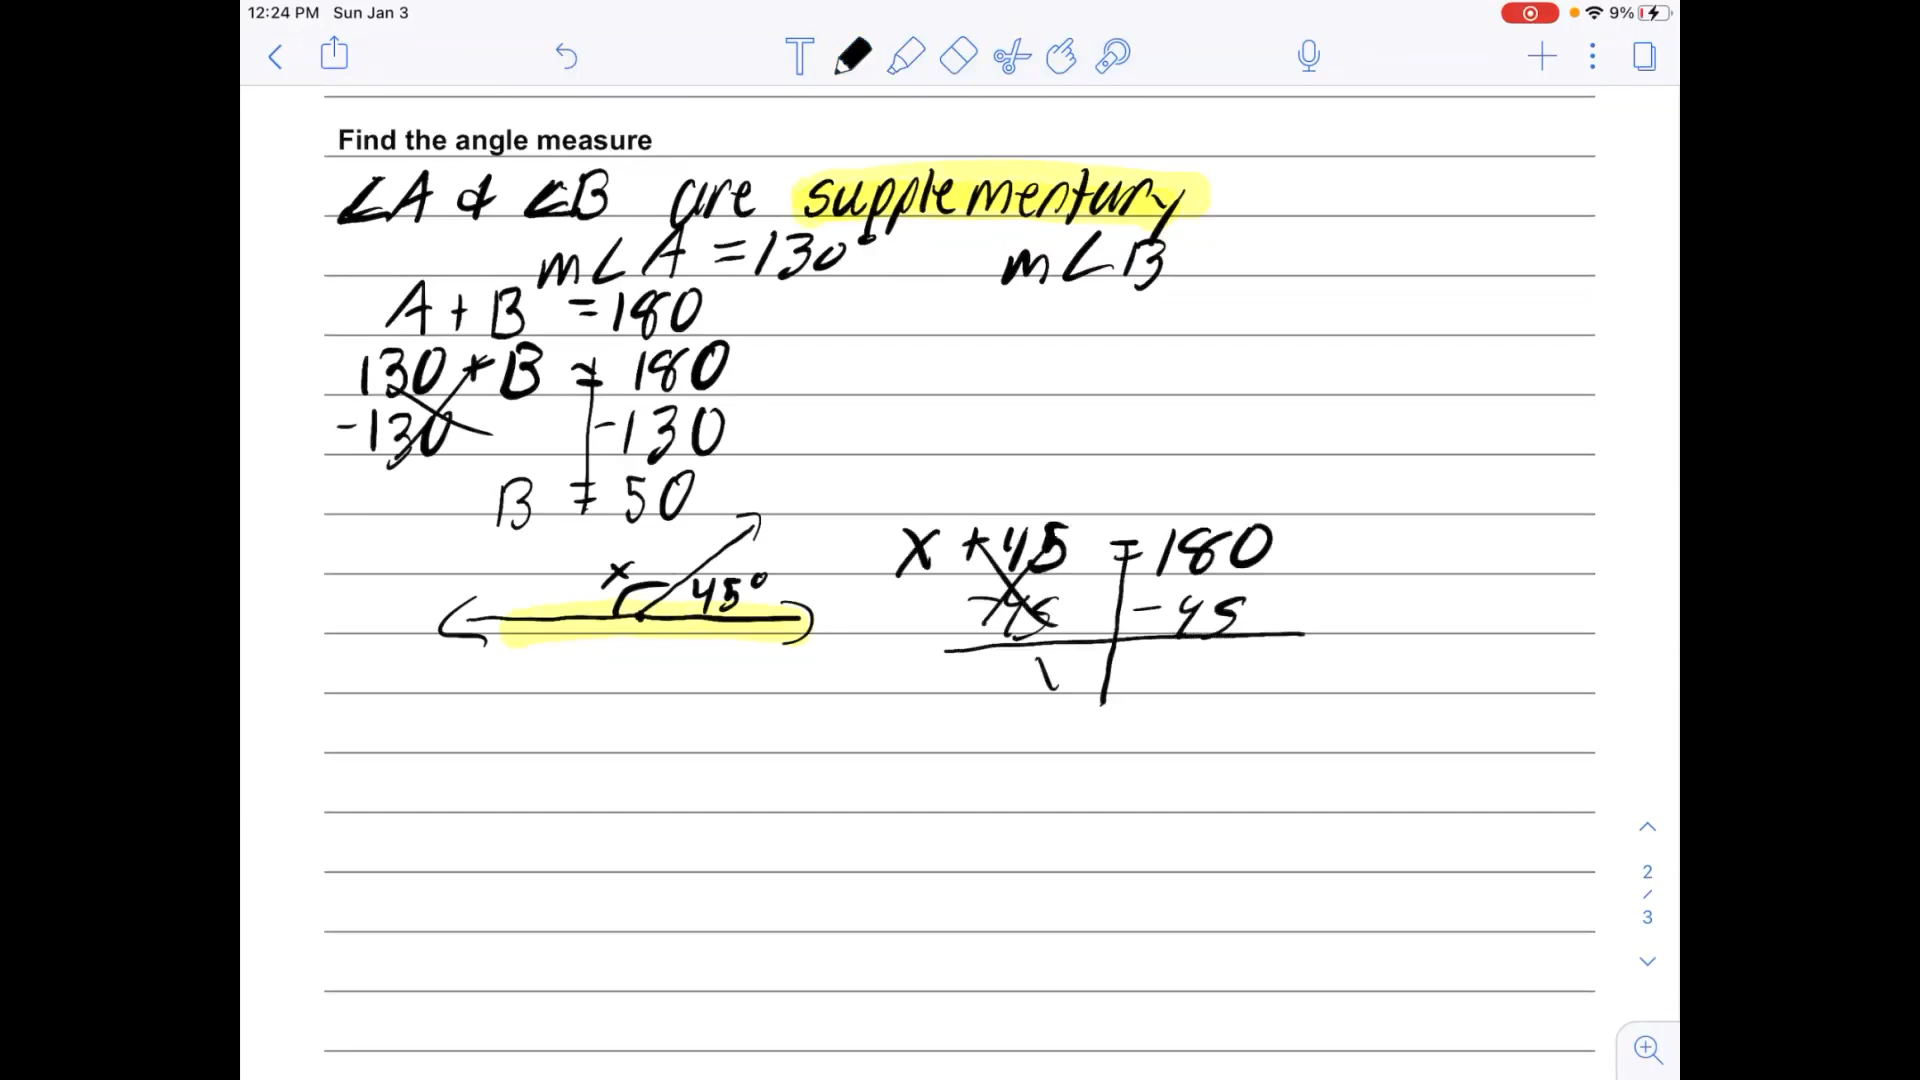 12:24 PM Sun Jan 3
9%
T
Find the angle measure
∠A & ∠B are supplementary
m∠A = 130° m∠B
A + B = 180
130 + B = 180
-130 -130
B = 50
x 45°
x + 45 = 180
-45 -45
2
/
3